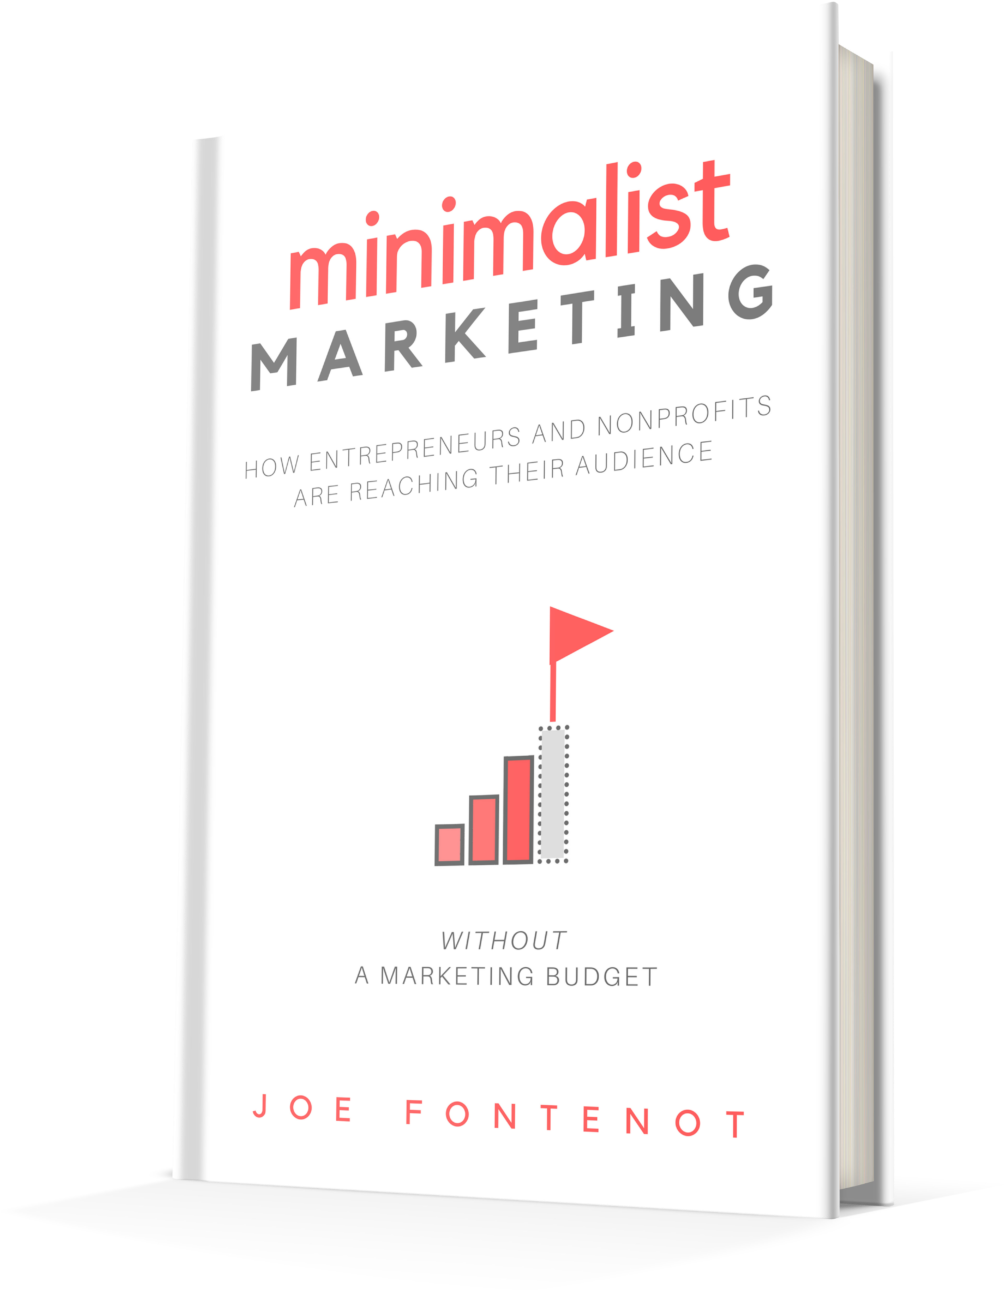 minimalist
MARKETING
HOW ENTREPRENEURS AND NONPROFITS
ARE REACHING THEIR AUDIENCE
WITHOUT
A MARKETING BUDGET
JOE FONTENOT